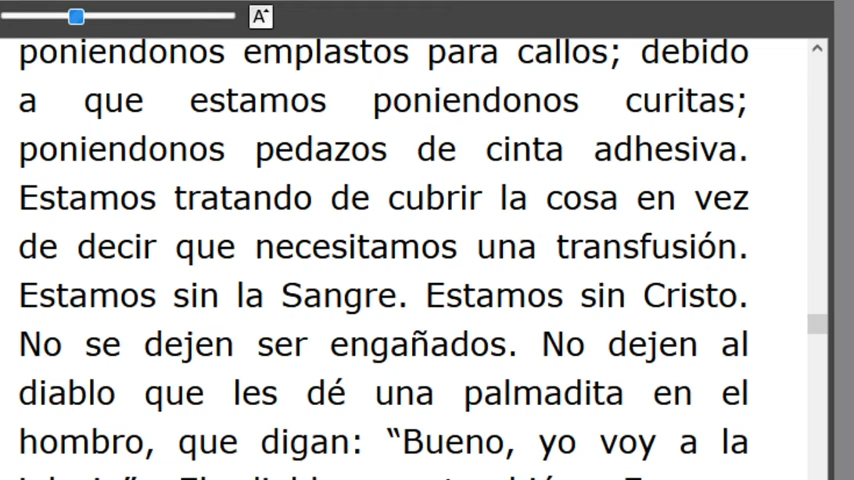 A
poniendonos emplastos para callos; debido
a que estamos poniendonos curitas;
poniendonos pedazos de cinta adhesiva.
Estamos tratando de cubrir la cosa en vez
de decir que necesitamos una transfusión.
Estamos sin la Sangre. Estamos sin Cristo.
No se dejen ser engañados. No dejen al
diablo que les dé una palmadita en el
hombro, que digan: “Bueno, yo voy a la